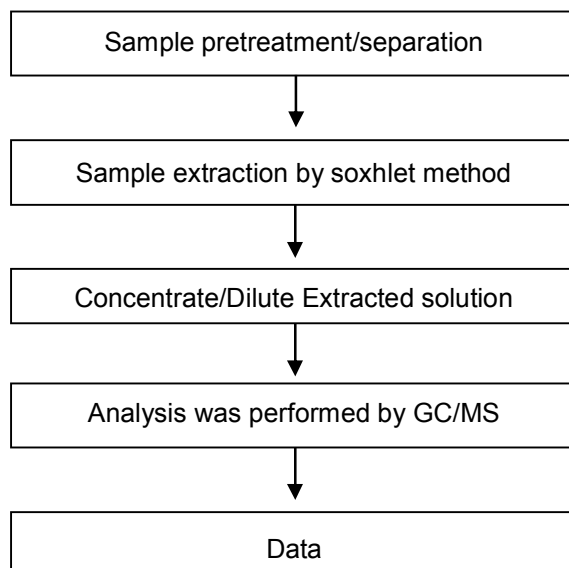 Sample pretreatment/separation
Sample extraction by soxhlet method
Concentrate/Dilute Extracted solution
Analysis was performed by GC/MS
Data